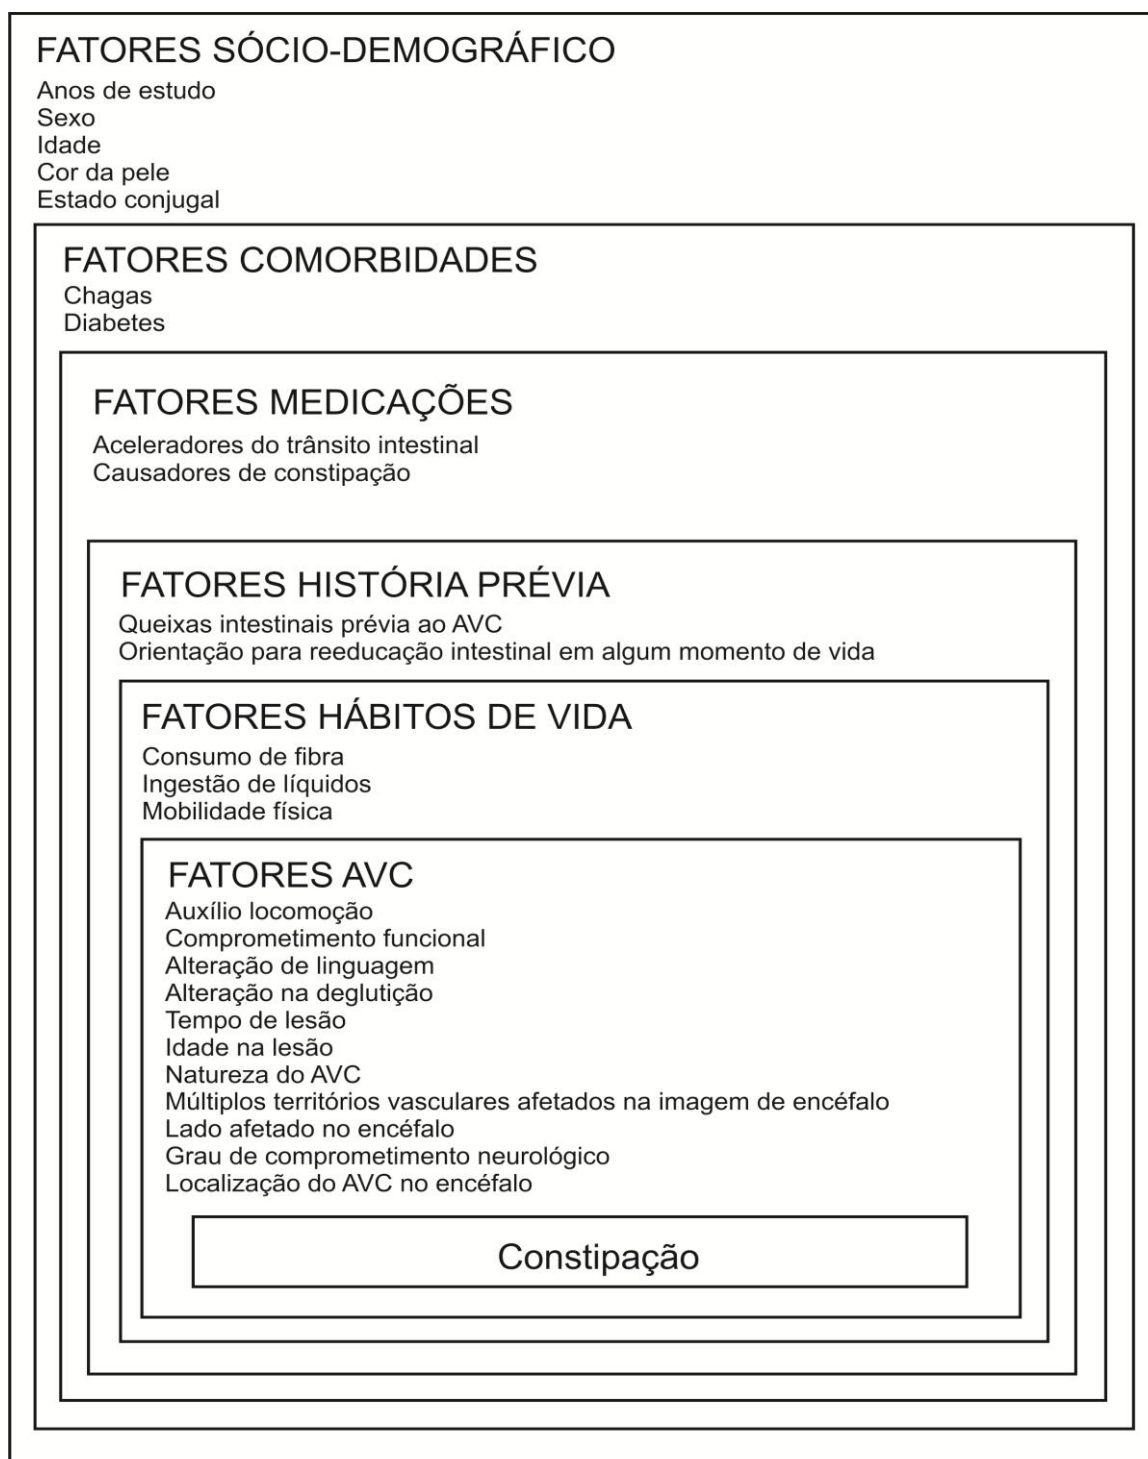 FATORES SÓCIO-DEMOGRÁFICO
Anos de estudo
Sexo
Idade
Cor da pele
Estado conjugal
FATORES COMORBIDADES
Chagas
Diabetes
FATORES MEDICAÇÕES
Aceleradores do trânsito intestinal
Causadores de constipação
FATORES HISTÓRIA PRÉVIA
Queixas intestinais prévia ao AVC
Orientação para reeducação intestinal em algum momento de vida
FATORES HÁBITOS DE VIDA
Consumo de fibra
Ingestão de líquidos
Mobilidade física
FATORES AVC
Auxílio locomoção
Comprometimento funcional
Alteração de linguagem
Alteração na deglutição
Tempo de lesão
Idade na lesão
Natureza do AVC
Múltiplos territórios vasculares afetados na imagem de encéfalo
Lado afetado no encéfalo
Grau de comprometimento neurológico
Localização do AVC no encéfalo
Constipação